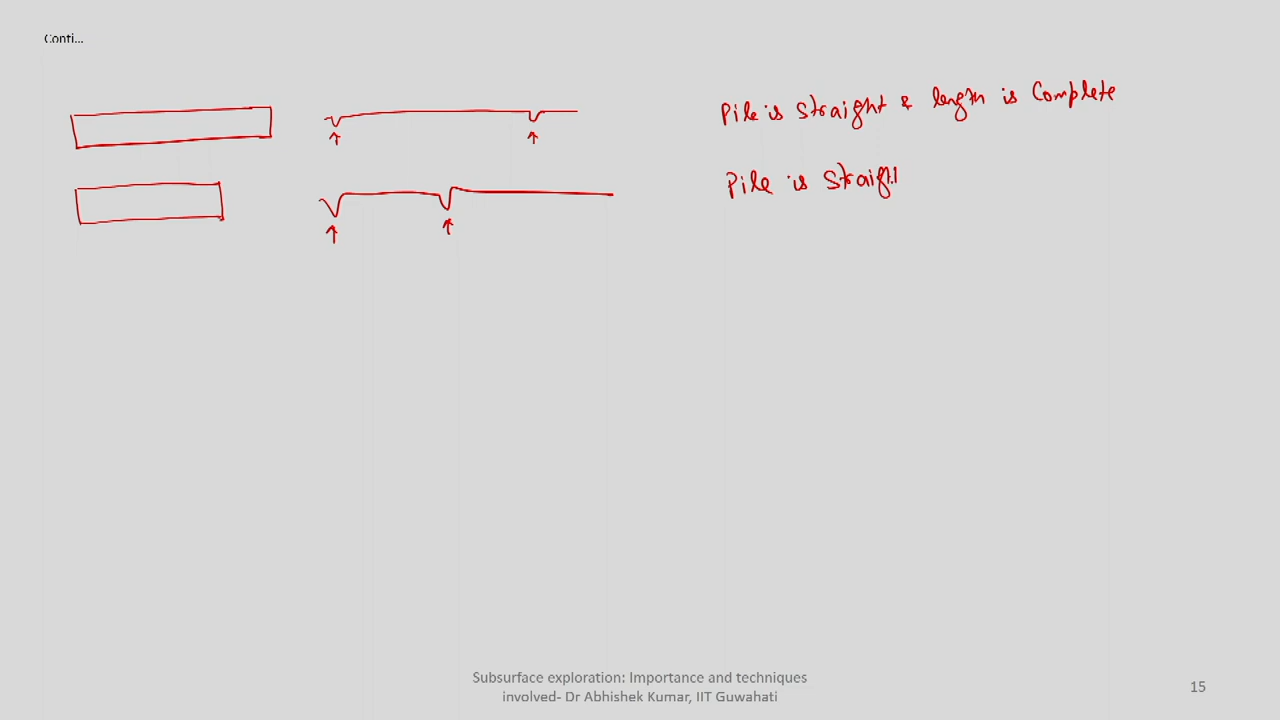 Conti...
Pile is straight & length is Complete
Pile is
Subsurface exploration: Importance and techniques
involved- Dr Abhishek Kumar, IIT Guwahati
15